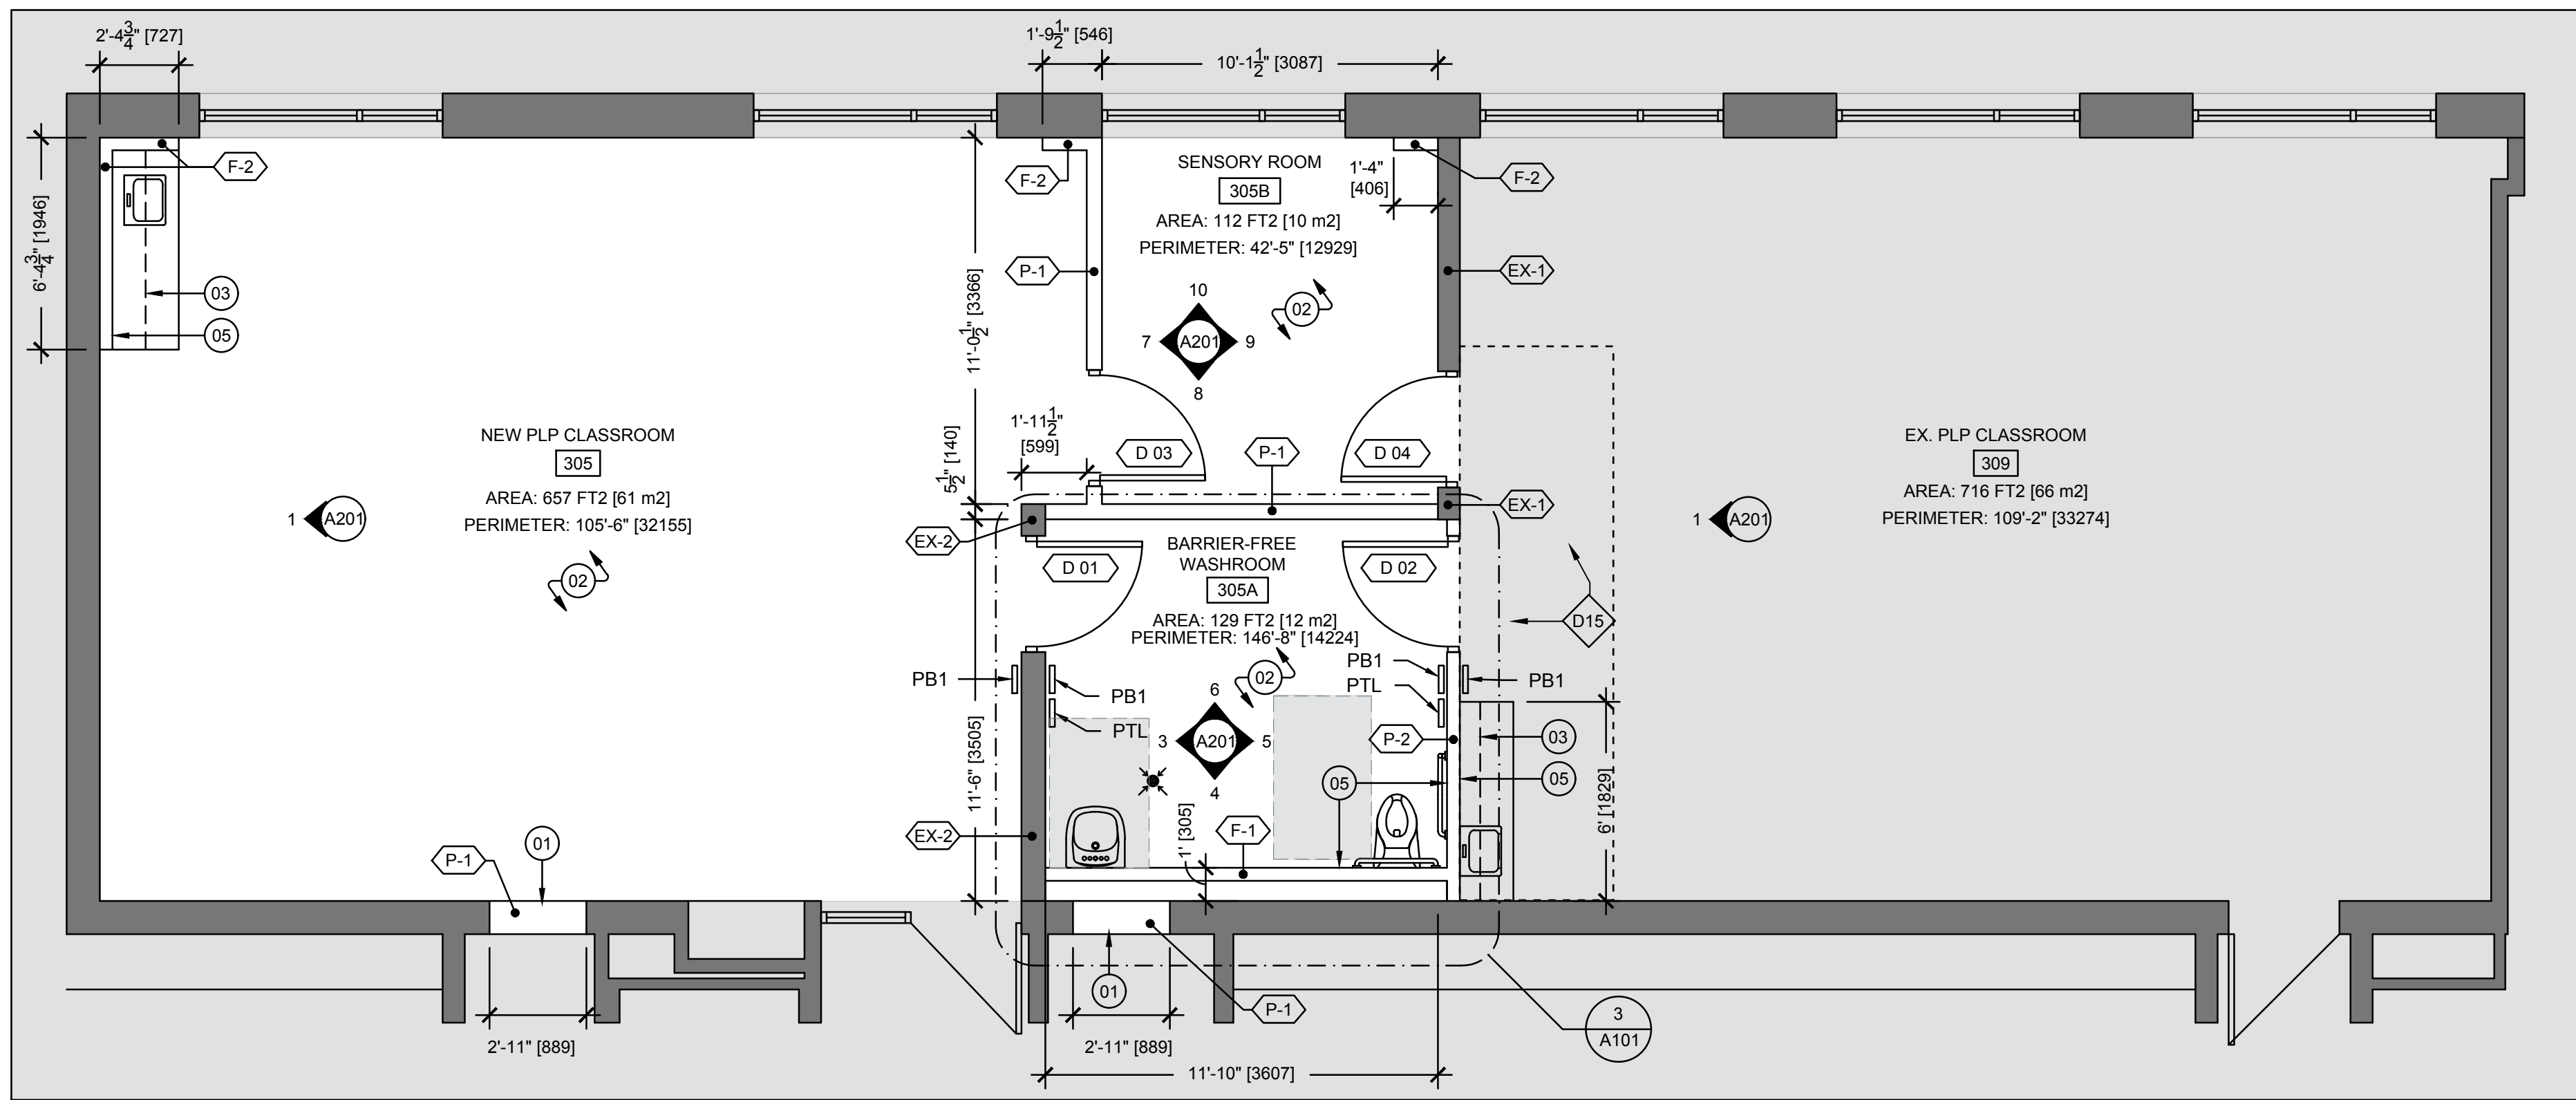 2'-4 3/4" [727]
1'-9 1/2" [546]
10'-1 1/2" [3087]
6'-4 3/4" [1946]
F-2
03
05
11'-0 1/2" [3366]
F-2
P-1
SENSORY ROOM
305B
AREA: 112 FT2 [10 m2]
PERIMETER: 42'-5" [12929]
1'-4"
[406]
F-2
EX-1
10
02
7
A201
9
8
NEW PLP CLASSROOM
305
AREA: 657 FT2 [61 m2]
PERIMETER: 105'-6" [32155]
1
A201
02
5 1/2" [140]
1'-11 1/2"
[599]
D 03
P-1
D 04
EX-1
EX. PLP CLASSROOM
309
AREA: 716 FT2 [66 m2]
PERIMETER: 109'-2" [33274]
1
A201
EX-2
D 01
BARRIER-FREE
WASHROOM
305A
AREA: 129 FT2 [12 m2]
PERIMETER: 146'-8" [14224]
D 02
D15
PB1
PB1
PTL
02
PB1
PTL
PB1
6
3
A201
5
4
P-2
03
05
05
11'-6" [3505]
6' [1829]
EX-2
1' [305]
F-1
P-1
01
01
P-1
3
A101
2'-11" [889]
2'-11" [889]
11'-10" [3607]